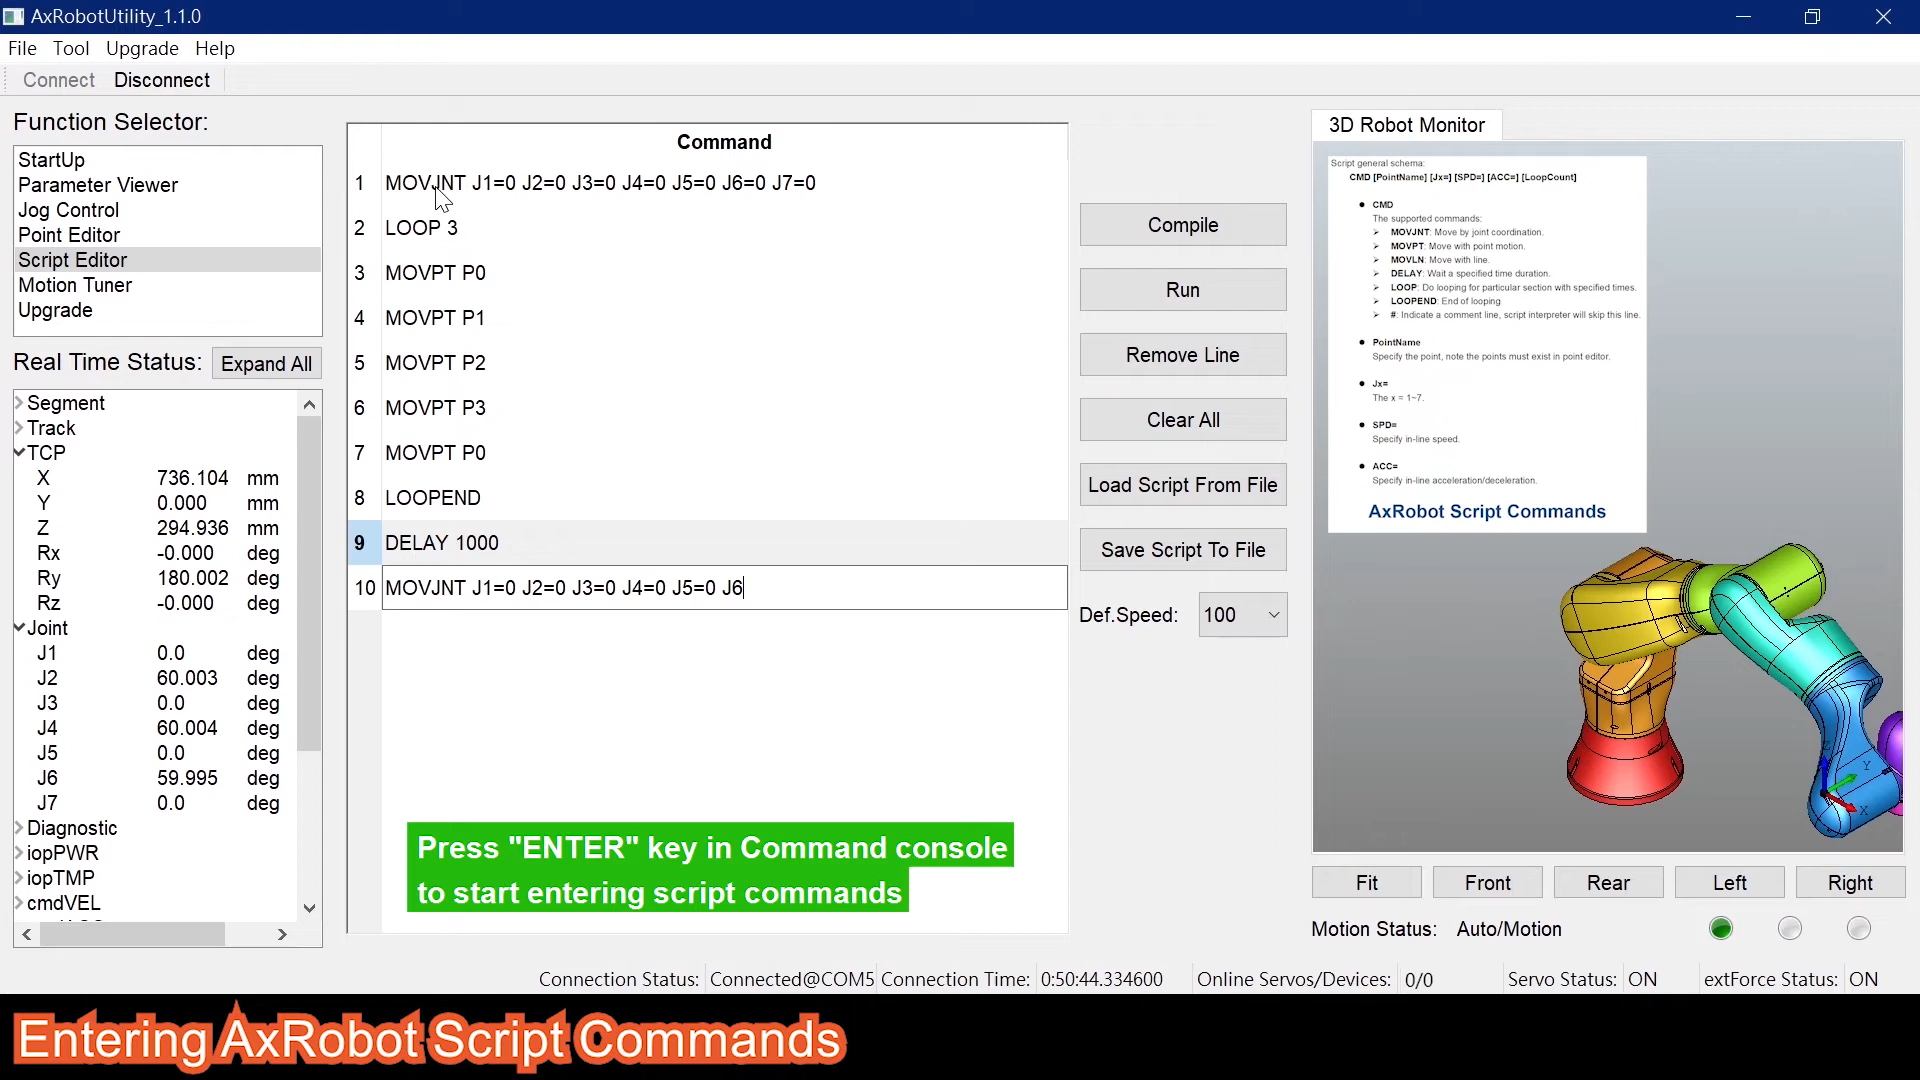 AxRobotUtility_1.1.0
File Tool Upgrade Help
Connect Disconnect
Function Selector:
StartUp
Parameter Viewer
Jog Control
Point Editor
Script Editor
Motion Tuner
Upgrade
Real Time Status: Expand All
Segment
Track
TCP
X 736.104 mm
Y 0.000 mm
Z 294.936 mm
Rx -0.000 deg
Ry 180.002 deg
Rz -0.000 deg
Joint
J1 0.0 deg
J2 60.003 deg
J3 0.0 deg
J4 60.004 deg
J5 0.0 deg
J6 59.995 deg
J7 0.0 deg
Diagnostic
iopPWR
iopTMP
cmdVEL
Command
1 MOVJNT J1=0 J2=0 J3=0 J4=0 J5=0 J6=0 J7=0
2 LOOP 3
3 MOVPT P0
4 MOVPT P1
5 MOVPT P2
6 MOVPT P3
7 MOVPT P0
8 LOOPEND
9 DELAY 1000
10 MOVJNT J1=0 J2=0 J3=0 J4=0 J5=0 J6
Press "ENTER" key in Command console
to start entering script commands
Compile
Run
Remove Line
Clear All
Load Script From File
Save Script To File
Def.Speed: 100
3D Robot Monitor
Script general schema:
CMD [PointName] [Jx=] [SPD=] [ACC=] [LoopCount]
● CMD
The supported commands:
➢ MOVJNT: Move by joint coordination.
➢ MOVPT: Move with point motion.
➢ MOVLN: Move with line.
➢ DELAY: Wait a specified time duration.
➢ LOOP: Do looping for particular section with specified times.
➢ LOOPEND: End of looping
➢ #: Indicate a comment line, script interpreter will skip this line.
● PointName
Specify the point, note the points must exist in point editor.
● Jx=
The x = 1~7.
● SPD=
Specify in-line speed.
● ACC=
Specify in-line acceleration/deceleration.
AxRobot Script Commands
Z
Y
X
Fit Front Rear Left Right
Motion Status: Auto/Motion
Connection Status: Connected@COM5 Connection Time: 0:50:44.334600 Online Servos/Devices: 0/0 Servo Status: ON extForce Status: ON
Entering AxRobot Script Commands